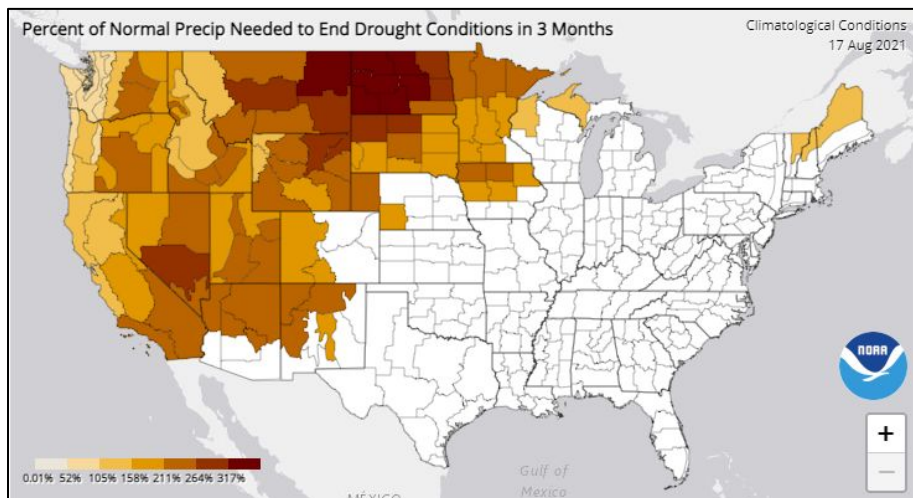 Percent of Normal Precip Needed to End Drought Conditions in 3 Months
Climatological Conditions
17 Aug 2021
NOAA
+
−
0.01% 52% 105% 158% 211% 264% 317%
MÉXICO
Gulf of
Mexico